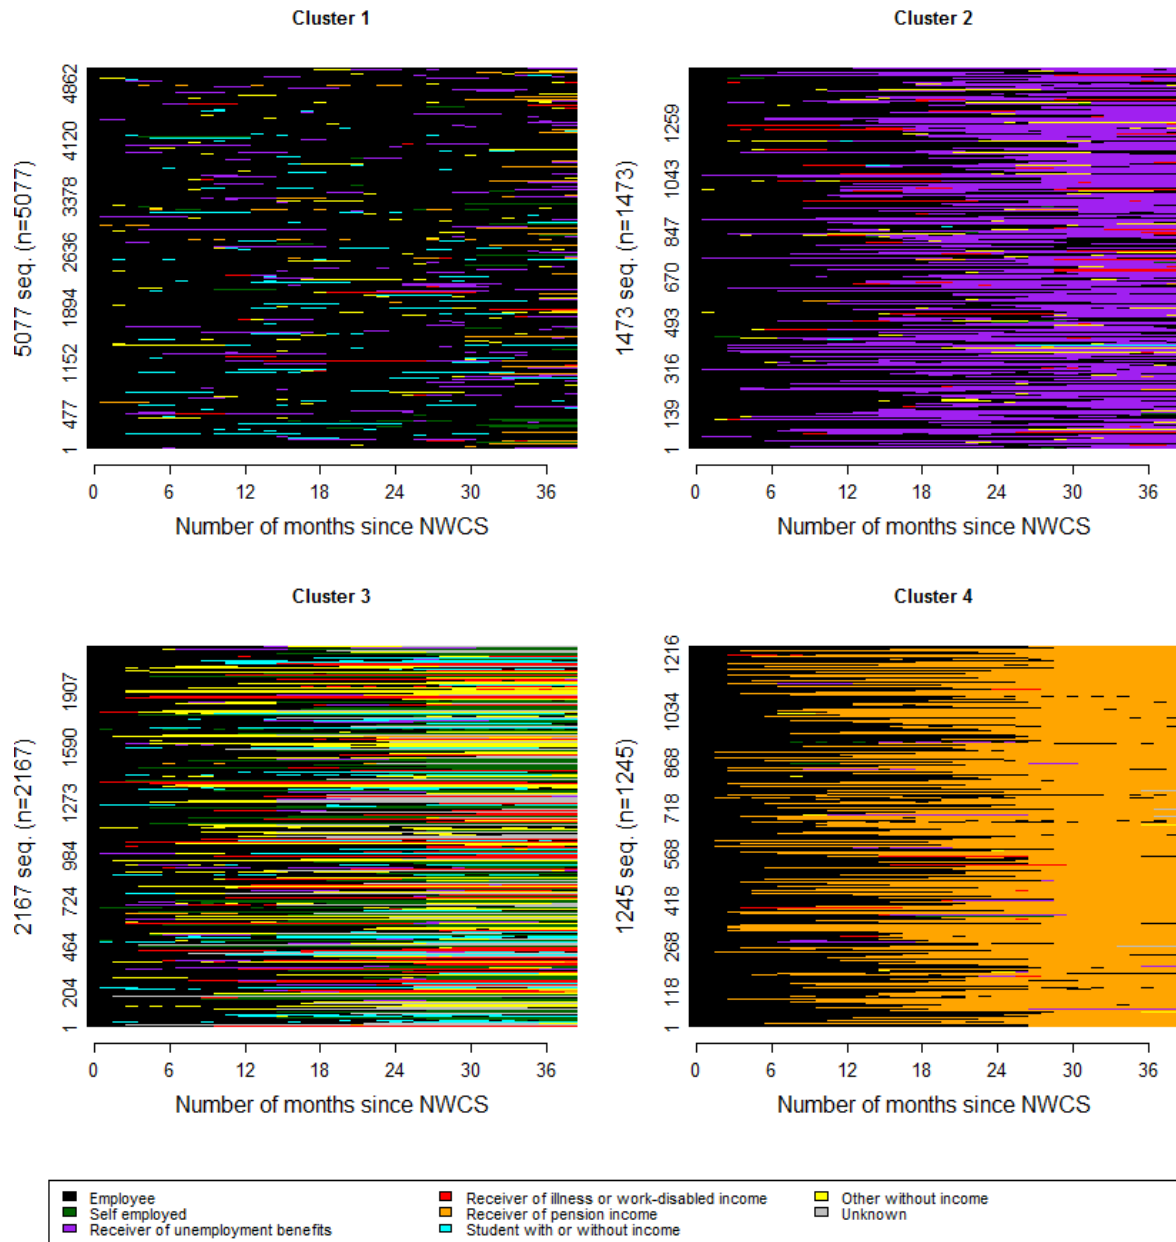 Cluster 1
5077 seq. (n=5077)
1 477 1152 1894 2636 3378 4120 4862
0 6 12 18 24 30 36
Number of months since NWCS
Cluster 2
1473 seq. (n=1473)
1 139 316 493 670 847 1043 1259
0 6 12 18 24 30 36
Number of months since NWCS
Cluster 3
2167 seq. (n=2167)
1 204 464 724 984 1273 1590 1907
0 6 12 18 24 30 36
Number of months since NWCS
Cluster 4
1245 seq. (n=1245)
1 118 268 418 568 718 868 1034 1216
0 6 12 18 24 30 36
Number of months since NWCS
Employee
Self employed
Receiver of unemployment benefits
Receiver of illness or work-disabled income
Receiver of pension income
Student with or without income
Other without income
Unknown